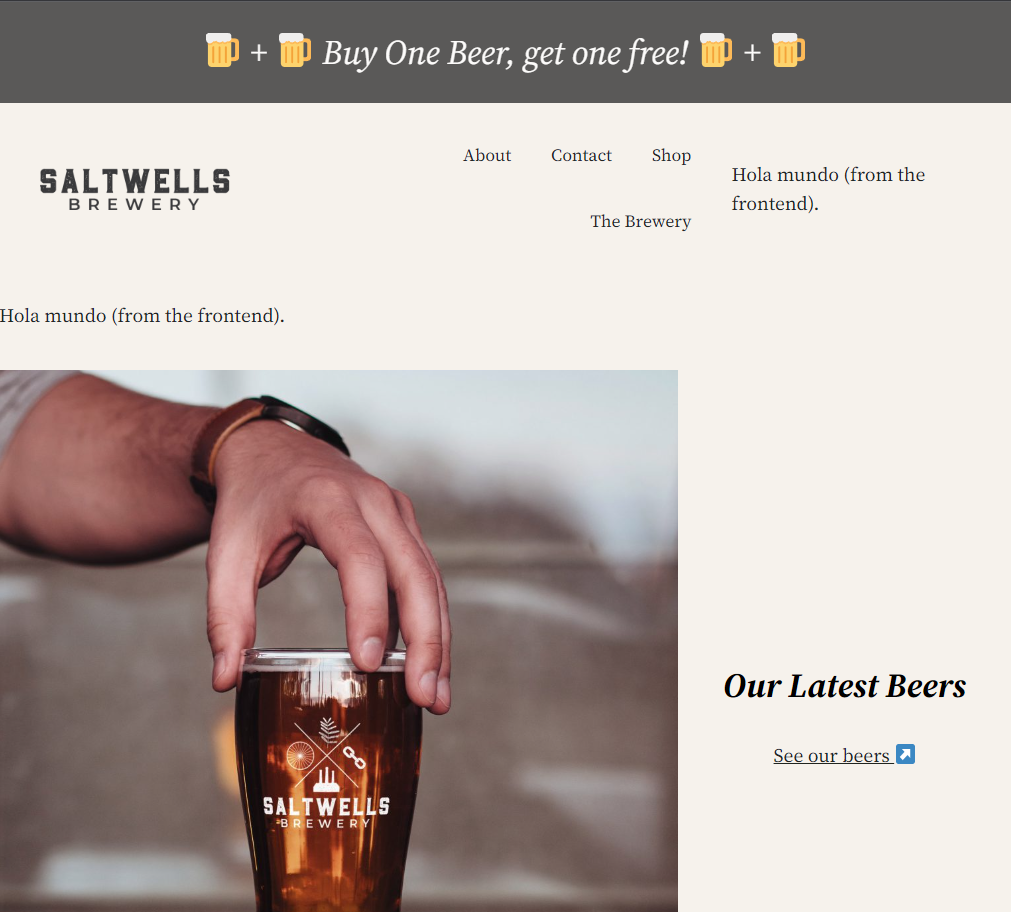 🍺 + 🍺 Buy One Beer, get one free! 🍺 + 🍺
SALTWELLS
BREWERY
About Contact Shop
The Brewery
Hola mundo (from the
frontend).
Hola mundo (from the frontend).
SALTWELLS
BREWERY
Our Latest Beers
See our beers ↗️